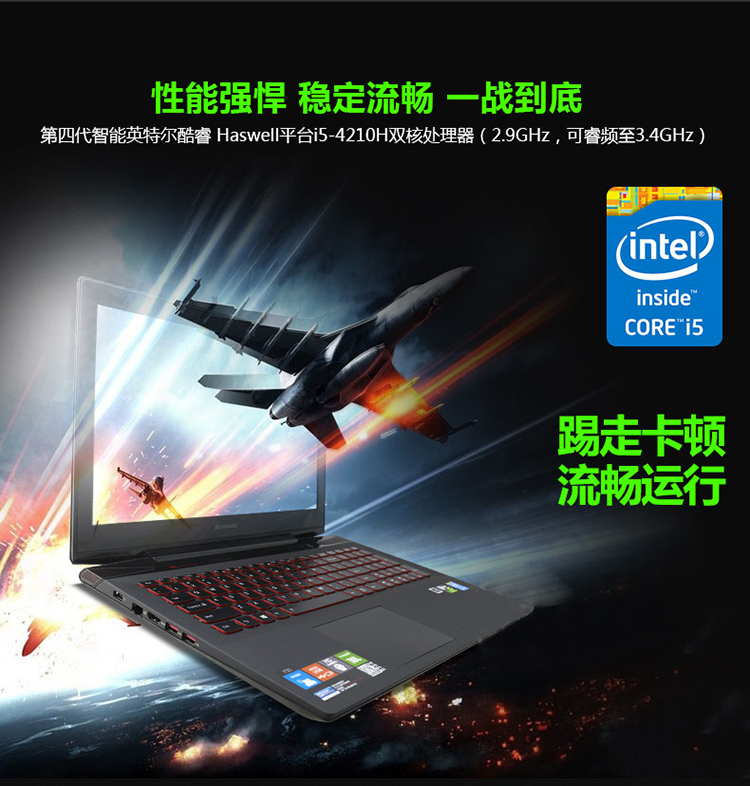 性能强悍 稳定流畅 一战到底
第四代智能英特尔酷睿 Haswell平台i5-4210H双核处理器（2.9GHz，可睿频至3.4GHz）
intel®
inside™
CORE™i5
踢走卡顿
流畅运行